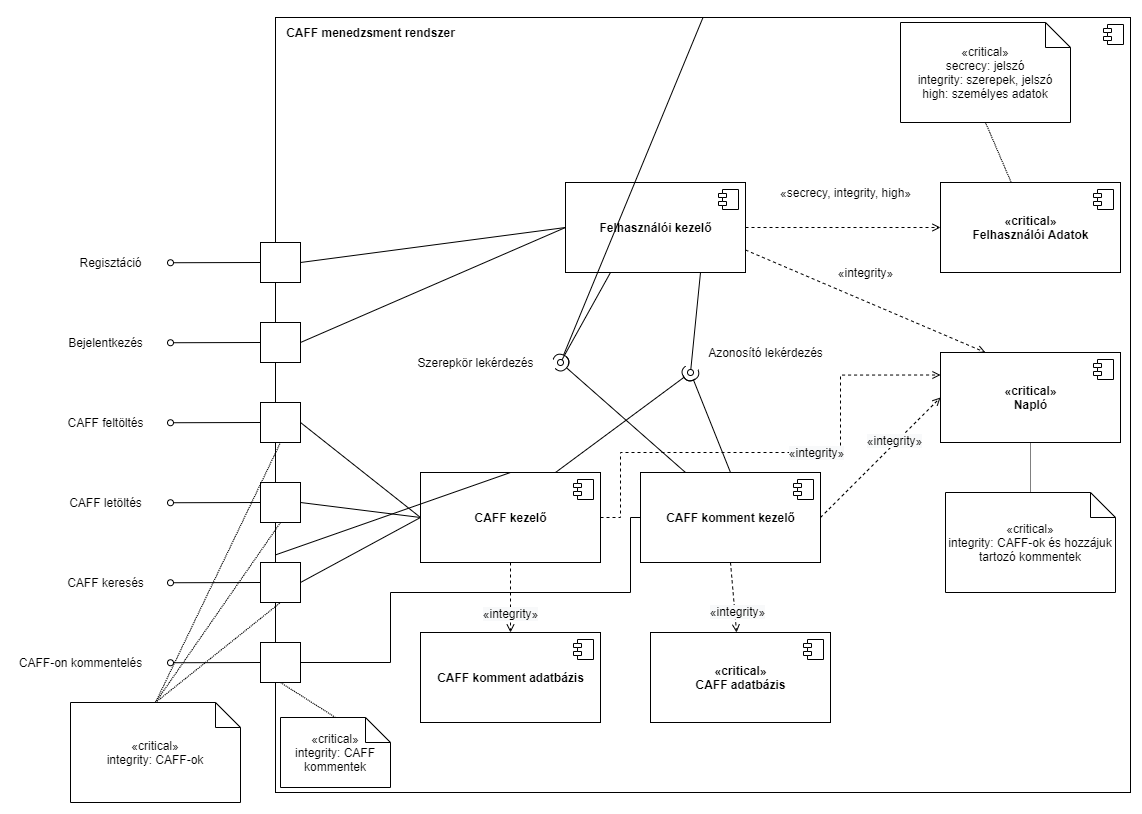 CAFF menedzsment rendszer
«critical»
secrecy: jelszó
integrity: szerepek, jelszó
high: személyes adatok
Felhasználói kezelő
«secrecy, integrity, high»
«critical»
Felhasználói Adatok
Regisztáció
«integrity»
Bejelentkezés
Szerepkör lekérdezés
Azonosító lekérdezés
«critical»
Napló
CAFF feltöltés
«integrity»
«integrity»
CAFF letöltés
CAFF kezelő
CAFF komment kezelő
«critical»
integrity: CAFF-ok és hozzájuk
tartozó kommentek
CAFF keresés
«integrity»
«integrity»
CAFF-on kommentelés
CAFF komment adatbázis
«critical»
CAFF adatbázis
«critical»
integrity: CAFF-ok
«critical»
integrity: CAFF
kommentek